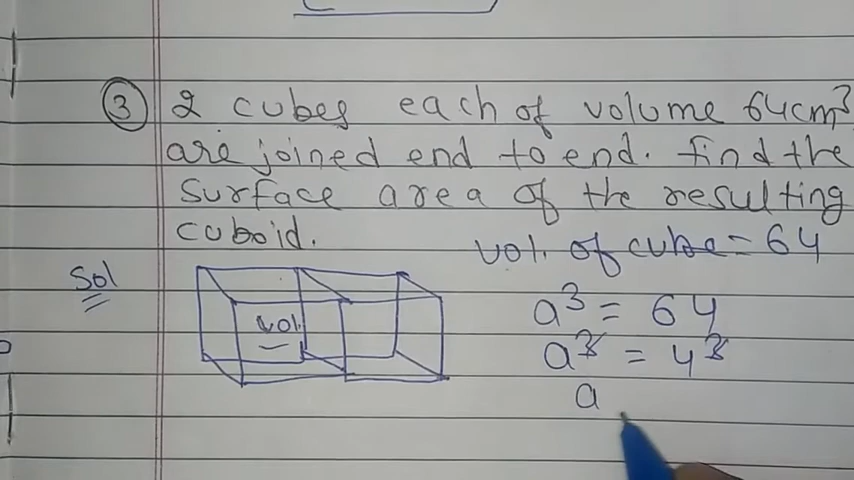 3 2 cubes each of volume 64cm³
are joined end to end. find the
surface area of the resulting
cuboid.
vol. of cube = 64
Sol
vol.
a³ = 64
a³ = 4³
a